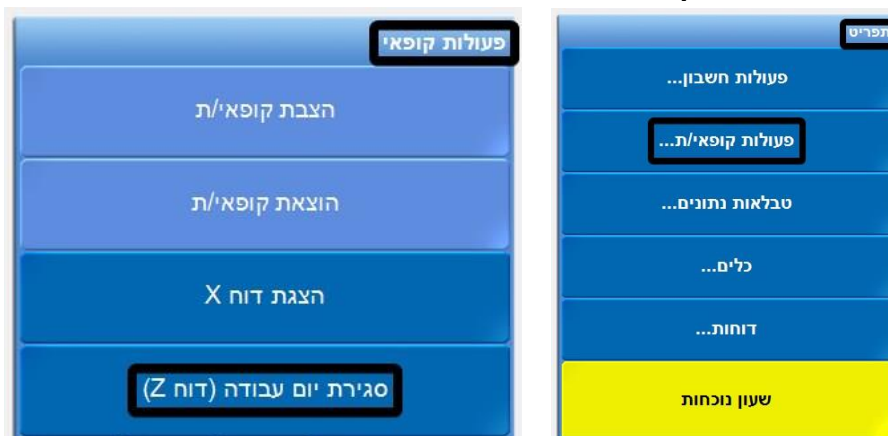 תפריט
פעולות חשבון...
פעולות קופאי/ת...
טבלאות נתונים...
כלים...
דוחות...
שעון נוכחות
פעולות קופאי
הצבת קופאי/ת
הוצאת קופאי/ת
הצגת דוח X
סגירת יום עבודה (דוח Z)